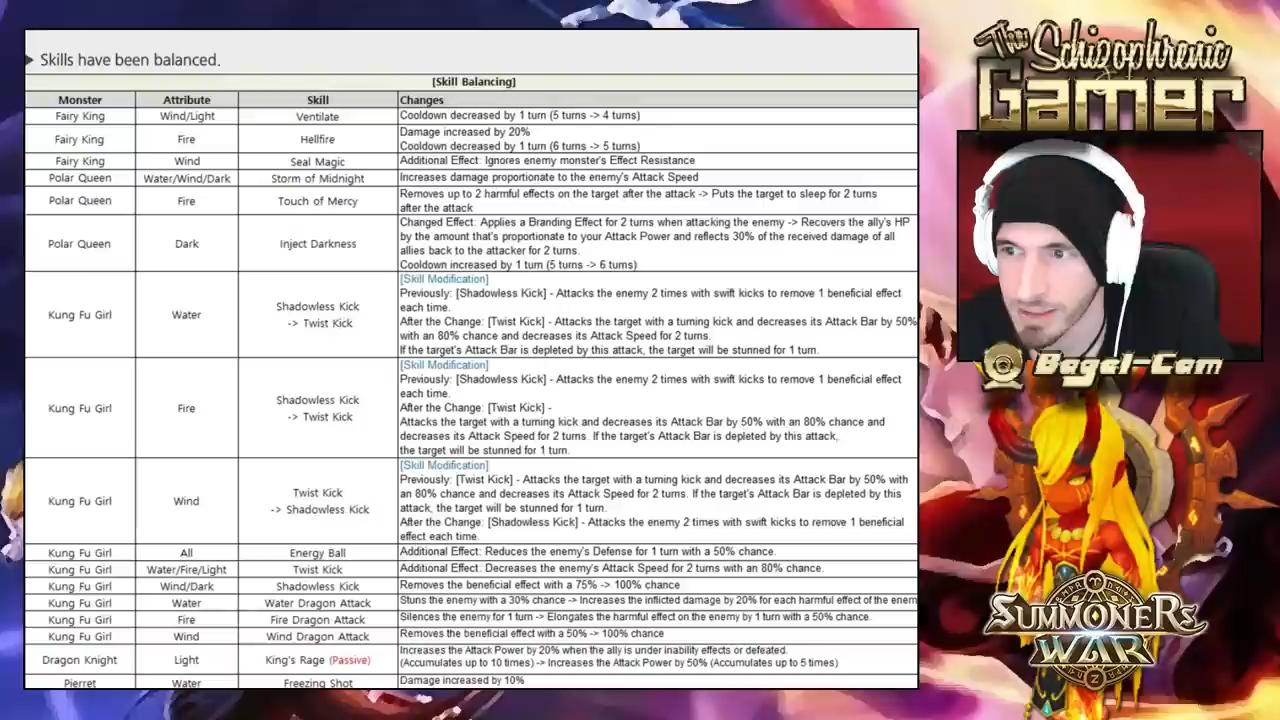 ▶ Skills have been balanced.
[Skill Balancing]
Monster Attribute Skill Changes
Fairy King Wind/Light Ventilate Cooldown decreased by 1 turn (5 turns -> 4 turns)
Fairy King Fire Hellfire Damage increased by 20%
Cooldown decreased by 1 turn (6 turns -> 5 turns)
Fairy King Wind Seal Magic Additional Effect: Ignores enemy monster's Effect Resistance
Polar Queen Water/Wind/Dark Storm of Midnight Increases damage proportionate to the enemy's Attack Speed
Polar Queen Fire Touch of Mercy Removes up to 2 harmful effects on the target after the attack -> Puts the target to sleep for 2 turns
after the attack
Polar Queen Dark Inject Darkness Changed Effect: Applies a Branding Effect for 2 turns when attacking the enemy -> Recovers the ally's HP
by the amount that's proportionate to your Attack Power and reflects 30% of the received damage of all
allies back to the attacker for 2 turns.
Cooldown increased by 1 turn (5 turns -> 6 turns)
Kung Fu Girl Water Shadowless Kick
-> Twist Kick
[Skill Modification]
Previously: [Shadowless Kick] - Attacks the enemy 2 times with swift kicks to remove 1 beneficial effect
each time.
After the Change: [Twist Kick] - Attacks the target with a turning kick and decreases its Attack Bar by 50%
with an 80% chance and decreases its Attack Speed for 2 turns.
If the target's Attack Bar is depleted by this attack, the target will be stunned for 1 turn.
Kung Fu Girl Fire Shadowless Kick
-> Twist Kick
[Skill Modification]
Previously: [Shadowless Kick] - Attacks the enemy 2 times with swift kicks to remove 1 beneficial effect
each time.
After the Change: [Twist Kick] -
Attacks the target with a turning kick and decreases its Attack Bar by 50% with an 80% chance and
decreases its Attack Speed for 2 turns. If the target's Attack Bar is depleted by this attack,
the target will be stunned for 1 turn.
Kung Fu Girl Wind Twist Kick
-> Shadowless Kick
[Skill Modification]
Previously: [Twist Kick] - Attacks the target with a turning kick and decreases its Attack Bar by 50% with
an 80% chance and decreases its Attack Speed for 2 turns. If the target's Attack Bar is depleted by this
attack, the target will be stunned for 1 turn.
After the Change: [Shadowless Kick] - Attacks the enemy 2 times with swift kicks to remove 1 beneficial
effect each time.
Kung Fu Girl All Energy Ball Additional Effect: Reduces the enemy's Defense for 1 turn with a 50% chance.
Kung Fu Girl Water/Fire/Light Twist Kick Additional Effect: Decreases the enemy's Attack Speed for 2 turns with an 80% chance.
Kung Fu Girl Wind/Dark Shadowless Kick Removes the beneficial effect with a 75% -> 100% chance
Kung Fu Girl Water Water Dragon Attack Stuns the enemy with a 30% chance -> Increases the inflicted damage by 20% for each harmful effect of the enem
Kung Fu Girl Fire Fire Dragon Attack Silences the enemy for 1 turn -> Elongates the harmful effect on the enemy by 1 turn with a 50% chance.
Kung Fu Girl Wind Wind Dragon Attack Removes the beneficial effect with a 50% -> 100% chance
Dragon Knight Light King's Rage (Passive) Increases the Attack Power by 20% when the ally is under inability effects or defeated.
(Accumulates up to 10 times) -> Increases the Attack Power by 50% (Accumulates up to 5 times)
Pierret Water Freezing Shot Damage increased by 10%
The
Schizophrenic
Gamer
Bagel-Cam
SUMMONERS
WAR